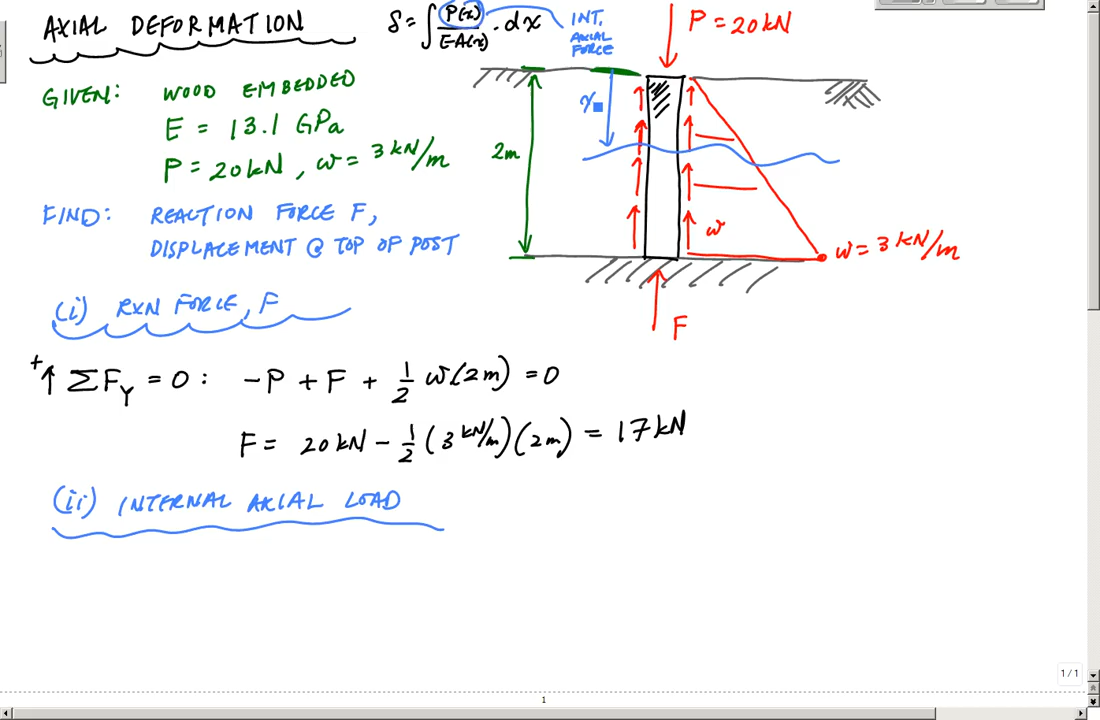 AXIAL DEFORMATION
δ = ∫ P(x) / E·A(x) · dx
INT.
AXIAL
FORCE
P = 20kN
GIVEN: WOOD EMBEDDED
E = 13.1 GPa
P = 20kN, w = 3 kN/m
2m
x
w
w = 3 kN/m
F
FIND: REACTION FORCE F,
DISPLACEMENT @ TOP OF POST
(i) RXN FORCE, F
+↑ ΣF_Y = 0: -P + F + 1/2 w(2m) = 0
F = 20kN - 1/2 (3 kN/m)(2m) = 17kN
(ii) INTERNAL AXIAL LOAD
1/1
1